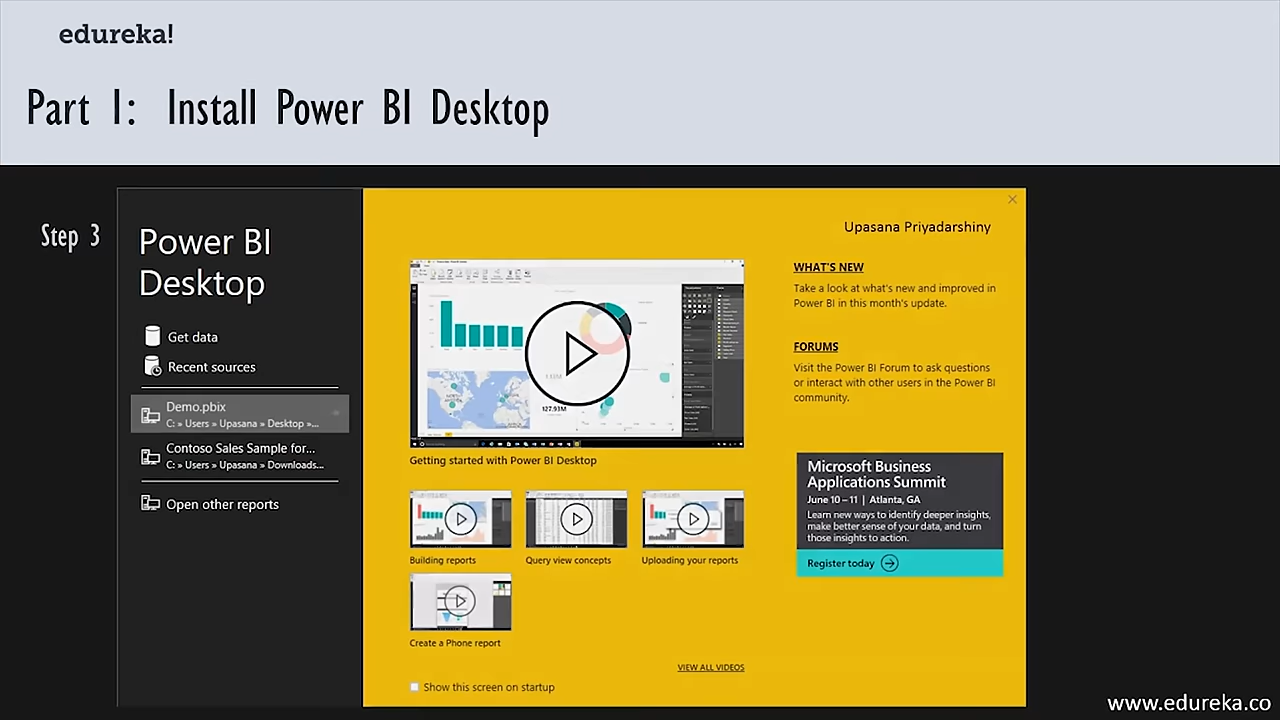 edureka!
Part 1: Install Power BI Desktop
Step 3
Power BI
Desktop
Get data
Recent sources
Demo.pbix
C: » Users » Upasana » Desktop »...
Contoso Sales Sample for...
C: » Users » Upasana » Downloads...
Open other reports
Upasana Priyadarshiny
Getting started with Power BI Desktop
Building reports
Query view concepts
Uploading your reports
Create a Phone report
VIEW ALL VIDEOS
Show this screen on startup
WHAT'S NEW
Take a look at what's new and improved in
Power BI in this month's update.
FORUMS
Visit the Power BI Forum to ask questions
or interact with other users in the Power BI
community.
Microsoft Business
Applications Summit
June 10 – 11 | Atlanta, GA
Learn new ways to identify deeper insights,
make better sense of your data, and turn
those insights to action.
Register today
127.93M
www.edureka.co